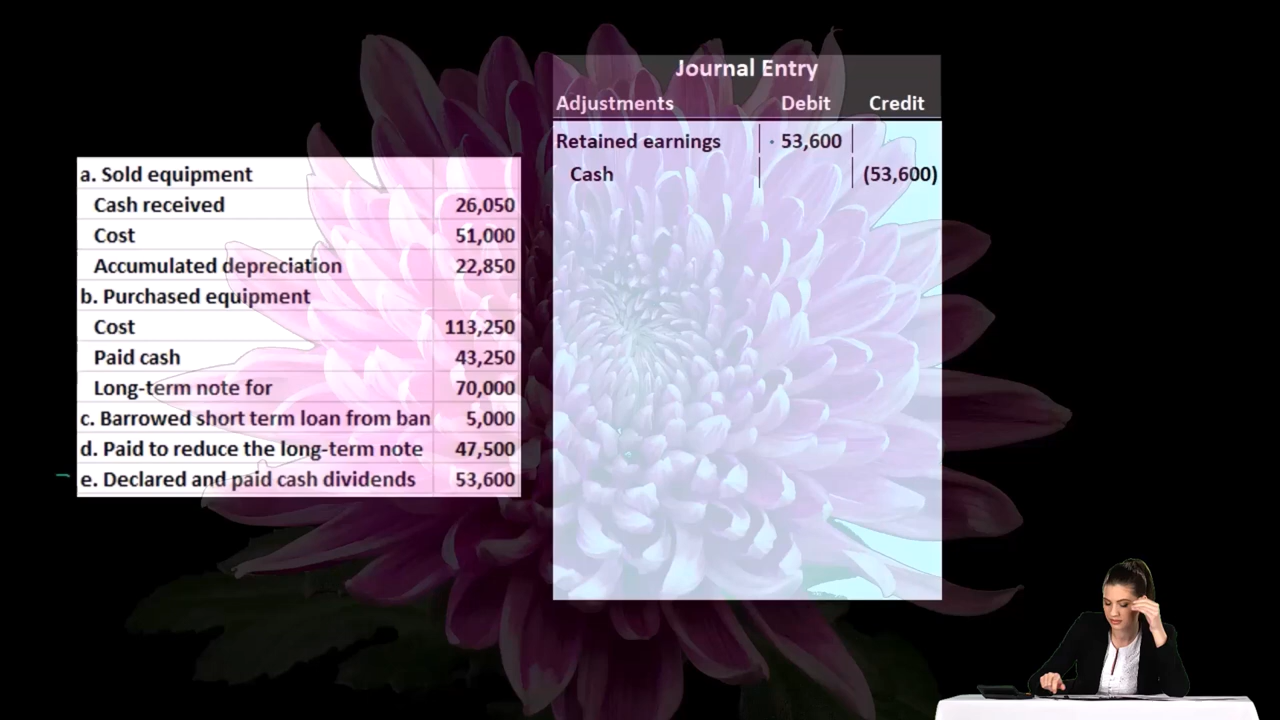 Journal Entry
Adjustments Debit Credit
Retained earnings 53,600
Cash (53,600)
a. Sold equipment
Cash received 26,050
Cost 51,000
Accumulated depreciation 22,850
b. Purchased equipment
Cost 113,250
Paid cash 43,250
Long-term note for 70,000
c. Barrowed short term loan from ban 5,000
d. Paid to reduce the long-term note 47,500
e. Declared and paid cash dividends 53,600